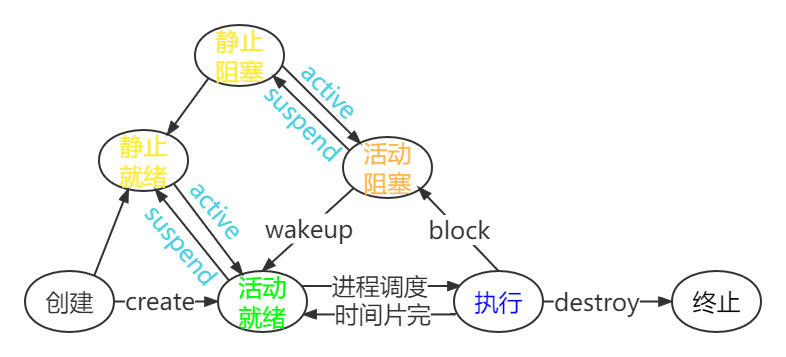 静止
阻塞
active
suspend
静止
就绪
活动
阻塞
active
suspend
wakeup
block
创建
create
活动
就绪
进程调度
时间片完
执行
destroy
终止